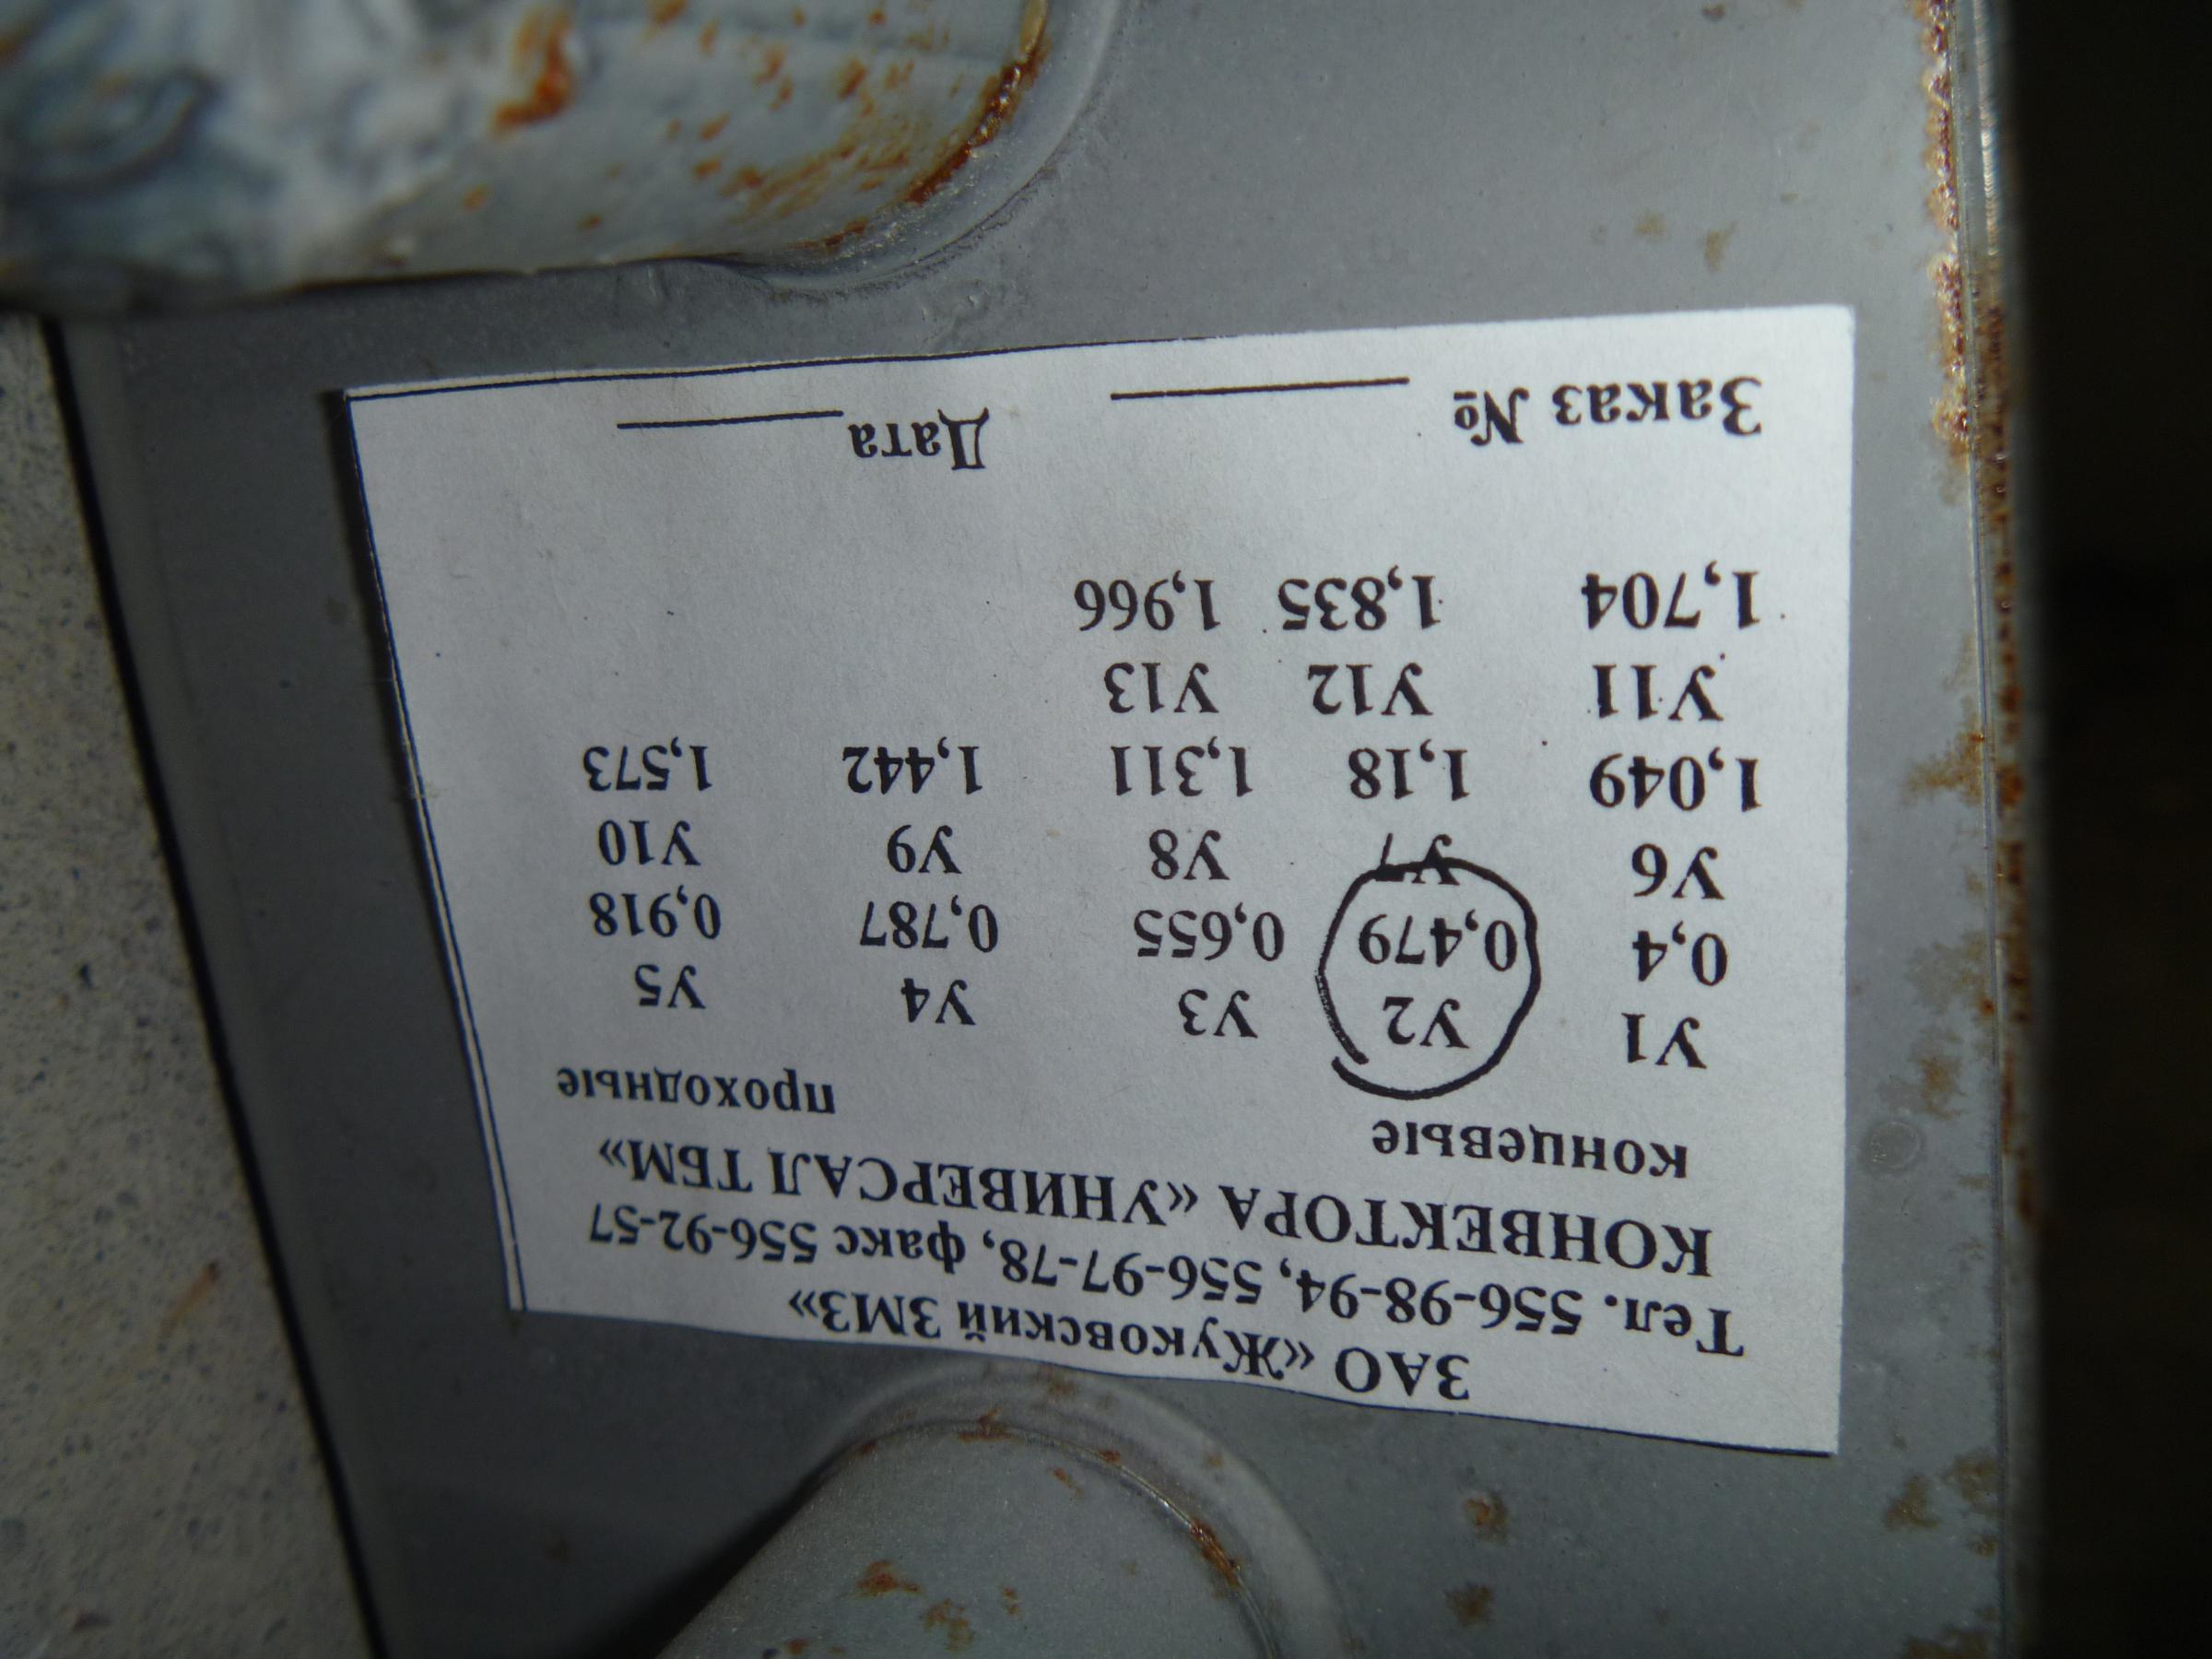 ЗАО «Жуковский ЗМЗ»
Тел. 556-98-94, 556-97-78, факс 556-92-57
КОНВЕКТОРА «УНИВЕРСАЛ ТБМ»
концевые проходные
У1 У2 У3 У4 У5
0,4 0,479 0,655 0,787 0,918
У6 У7 У8 У9 У10
1,049 1,18 1,311 1,442 1,573
У11 У12 У13
1,704 1,835 1,966
Заказ № Дата